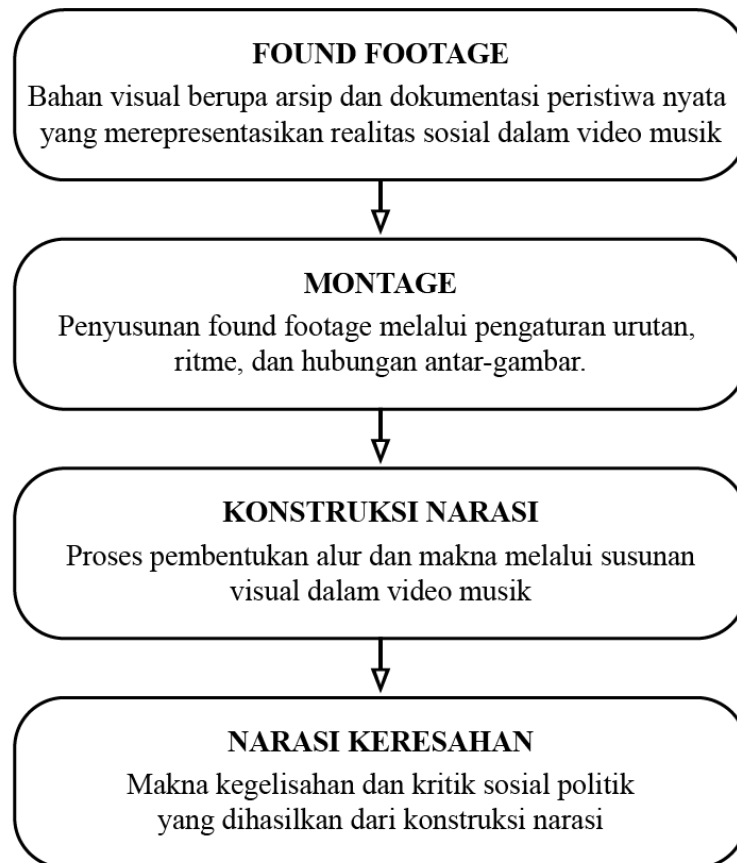 FOUND FOOTAGE
Bahan visual berupa arsip dan dokumentasi peristiwa nyata
yang merepresentasikan realitas sosial dalam video musik
MONTAGE
Penyusunan found footage melalui pengaturan urutan,
ritme, dan hubungan antar-gambar.
KONSTRUKSI NARASI
Proses pembentukan alur dan makna melalui susunan
visual dalam video musik
NARASI KERESAHAN
Makna kegelisahan dan kritik sosial politik
yang dihasilkan dari konstruksi narasi